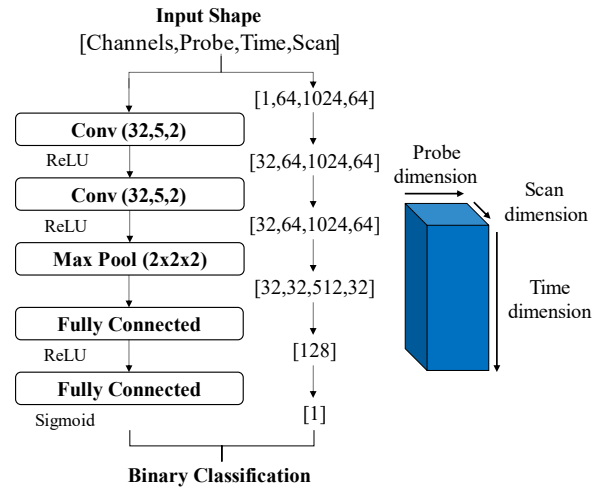 Input Shape
[Channels,Probe,Time,Scan]
[1,64,1024,64]
Conv (32,5,2)
ReLU
[32,64,1024,64]
Conv (32,5,2)
ReLU
[32,64,1024,64]
Max Pool (2x2x2)
[32,32,512,32]
Fully Connected
ReLU
[128]
Fully Connected
Sigmoid
[1]
Binary Classification
Probe
dimension
Scan
dimension
Time
dimension